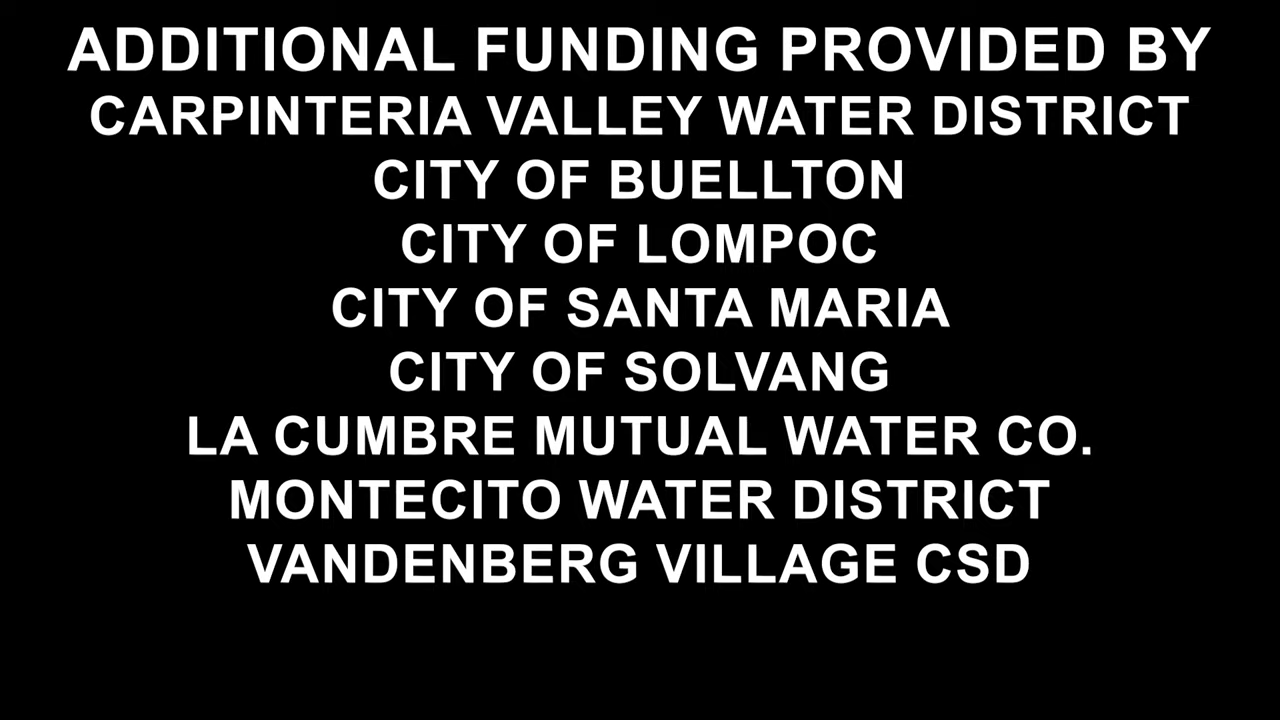 ADDITIONAL FUNDING PROVIDED BY
CARPINTERIA VALLEY WATER DISTRICT
CITY OF BUELLTON
CITY OF LOMPOC
CITY OF SANTA MARIA
CITY OF SOLVANG
LA CUMBRE MUTUAL WATER CO.
MONTECITO WATER DISTRICT
VANDENBERG VILLAGE CSD